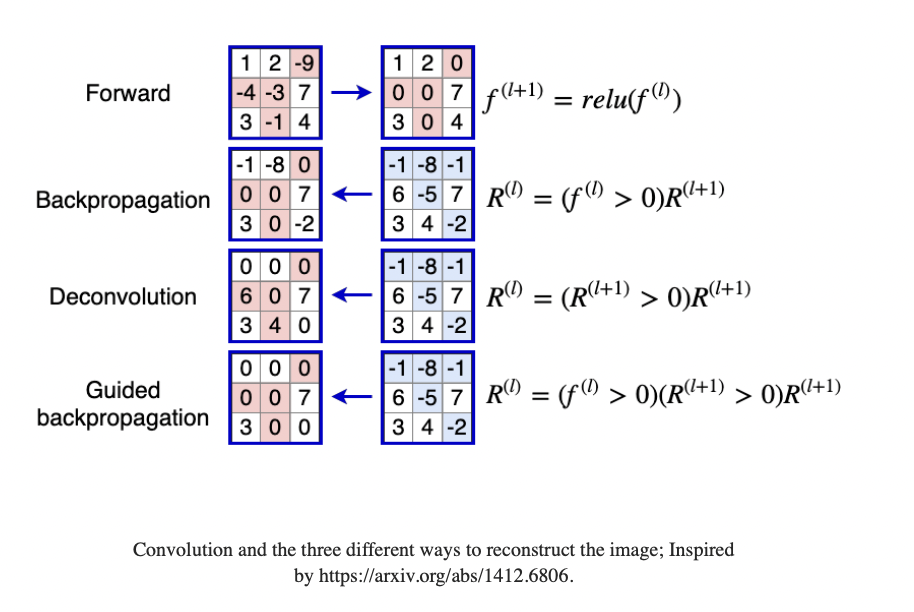 Forward
1 2 -9
-4 -3 7
3 -1 4
1 2 0
0 0 7
3 0 4
f^(l+1) = relu(f^(l))
Backpropagation
-1 -8 0
0 0 7
3 0 -2
-1 -8 -1
6 -5 7
3 4 -2
R^(l) = (f^(l) > 0)R^(l+1)
Deconvolution
0 0 0
6 0 7
3 4 0
-1 -8 -1
6 -5 7
3 4 -2
R^(l) = (R^(l+1) > 0)R^(l+1)
Guided
backpropagation
0 0 0
0 0 7
3 0 0
-1 -8 -1
6 -5 7
3 4 -2
R^(l) = (f^(l) > 0)(R^(l+1) > 0)R^(l+1)
Convolution and the three different ways to reconstruct the image; Inspired
by https://arxiv.org/abs/1412.6806.